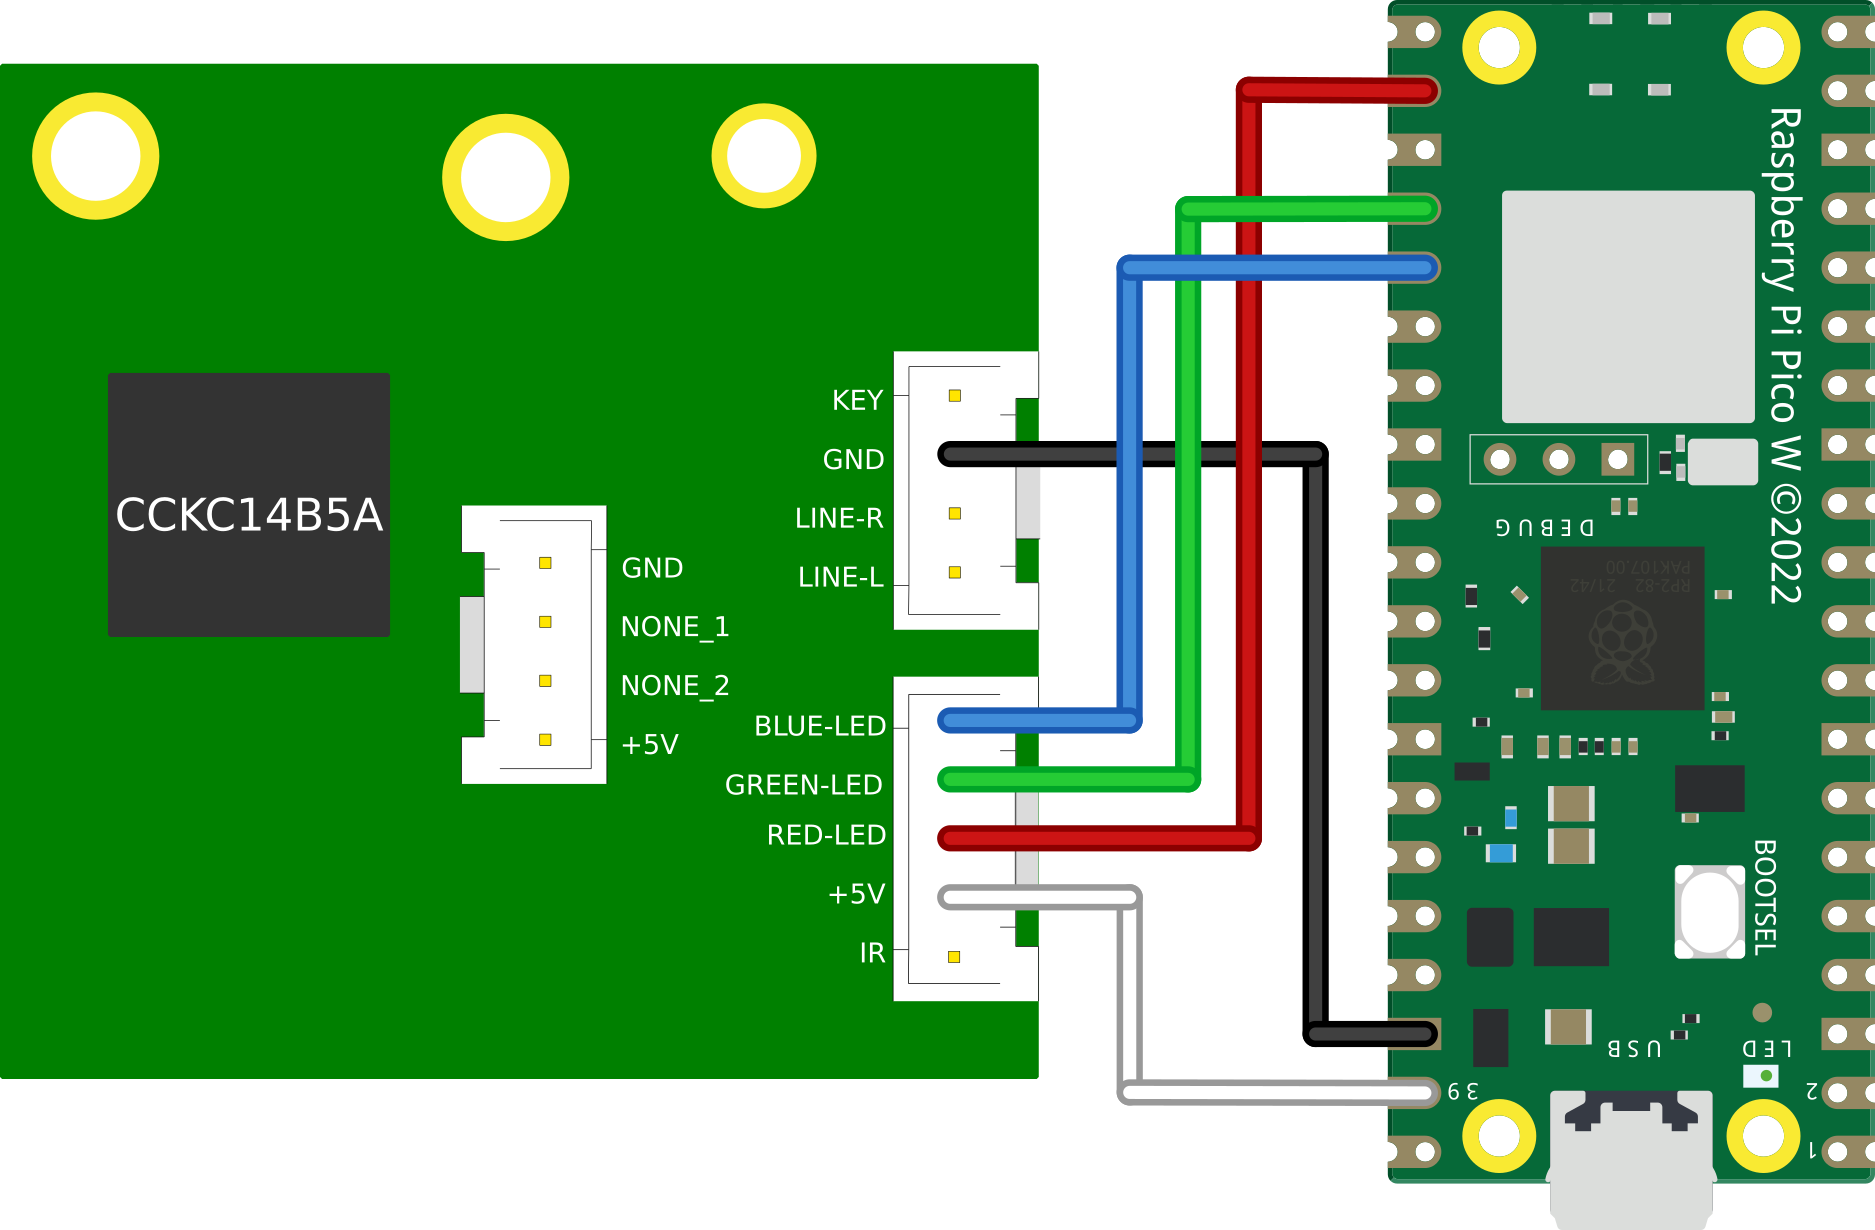 CCKC14B5A
GND
NONE_1
NONE_2
+5V
KEY
GND
LINE-R
LINE-L
BLUE-LED
GREEN-LED
RED-LED
+5V
IR
Raspberry Pi Pico W ©2022
DEBUG
RP2-82 21/42
PAK107.00
BOOTSEL
USB
LED
39
2
1